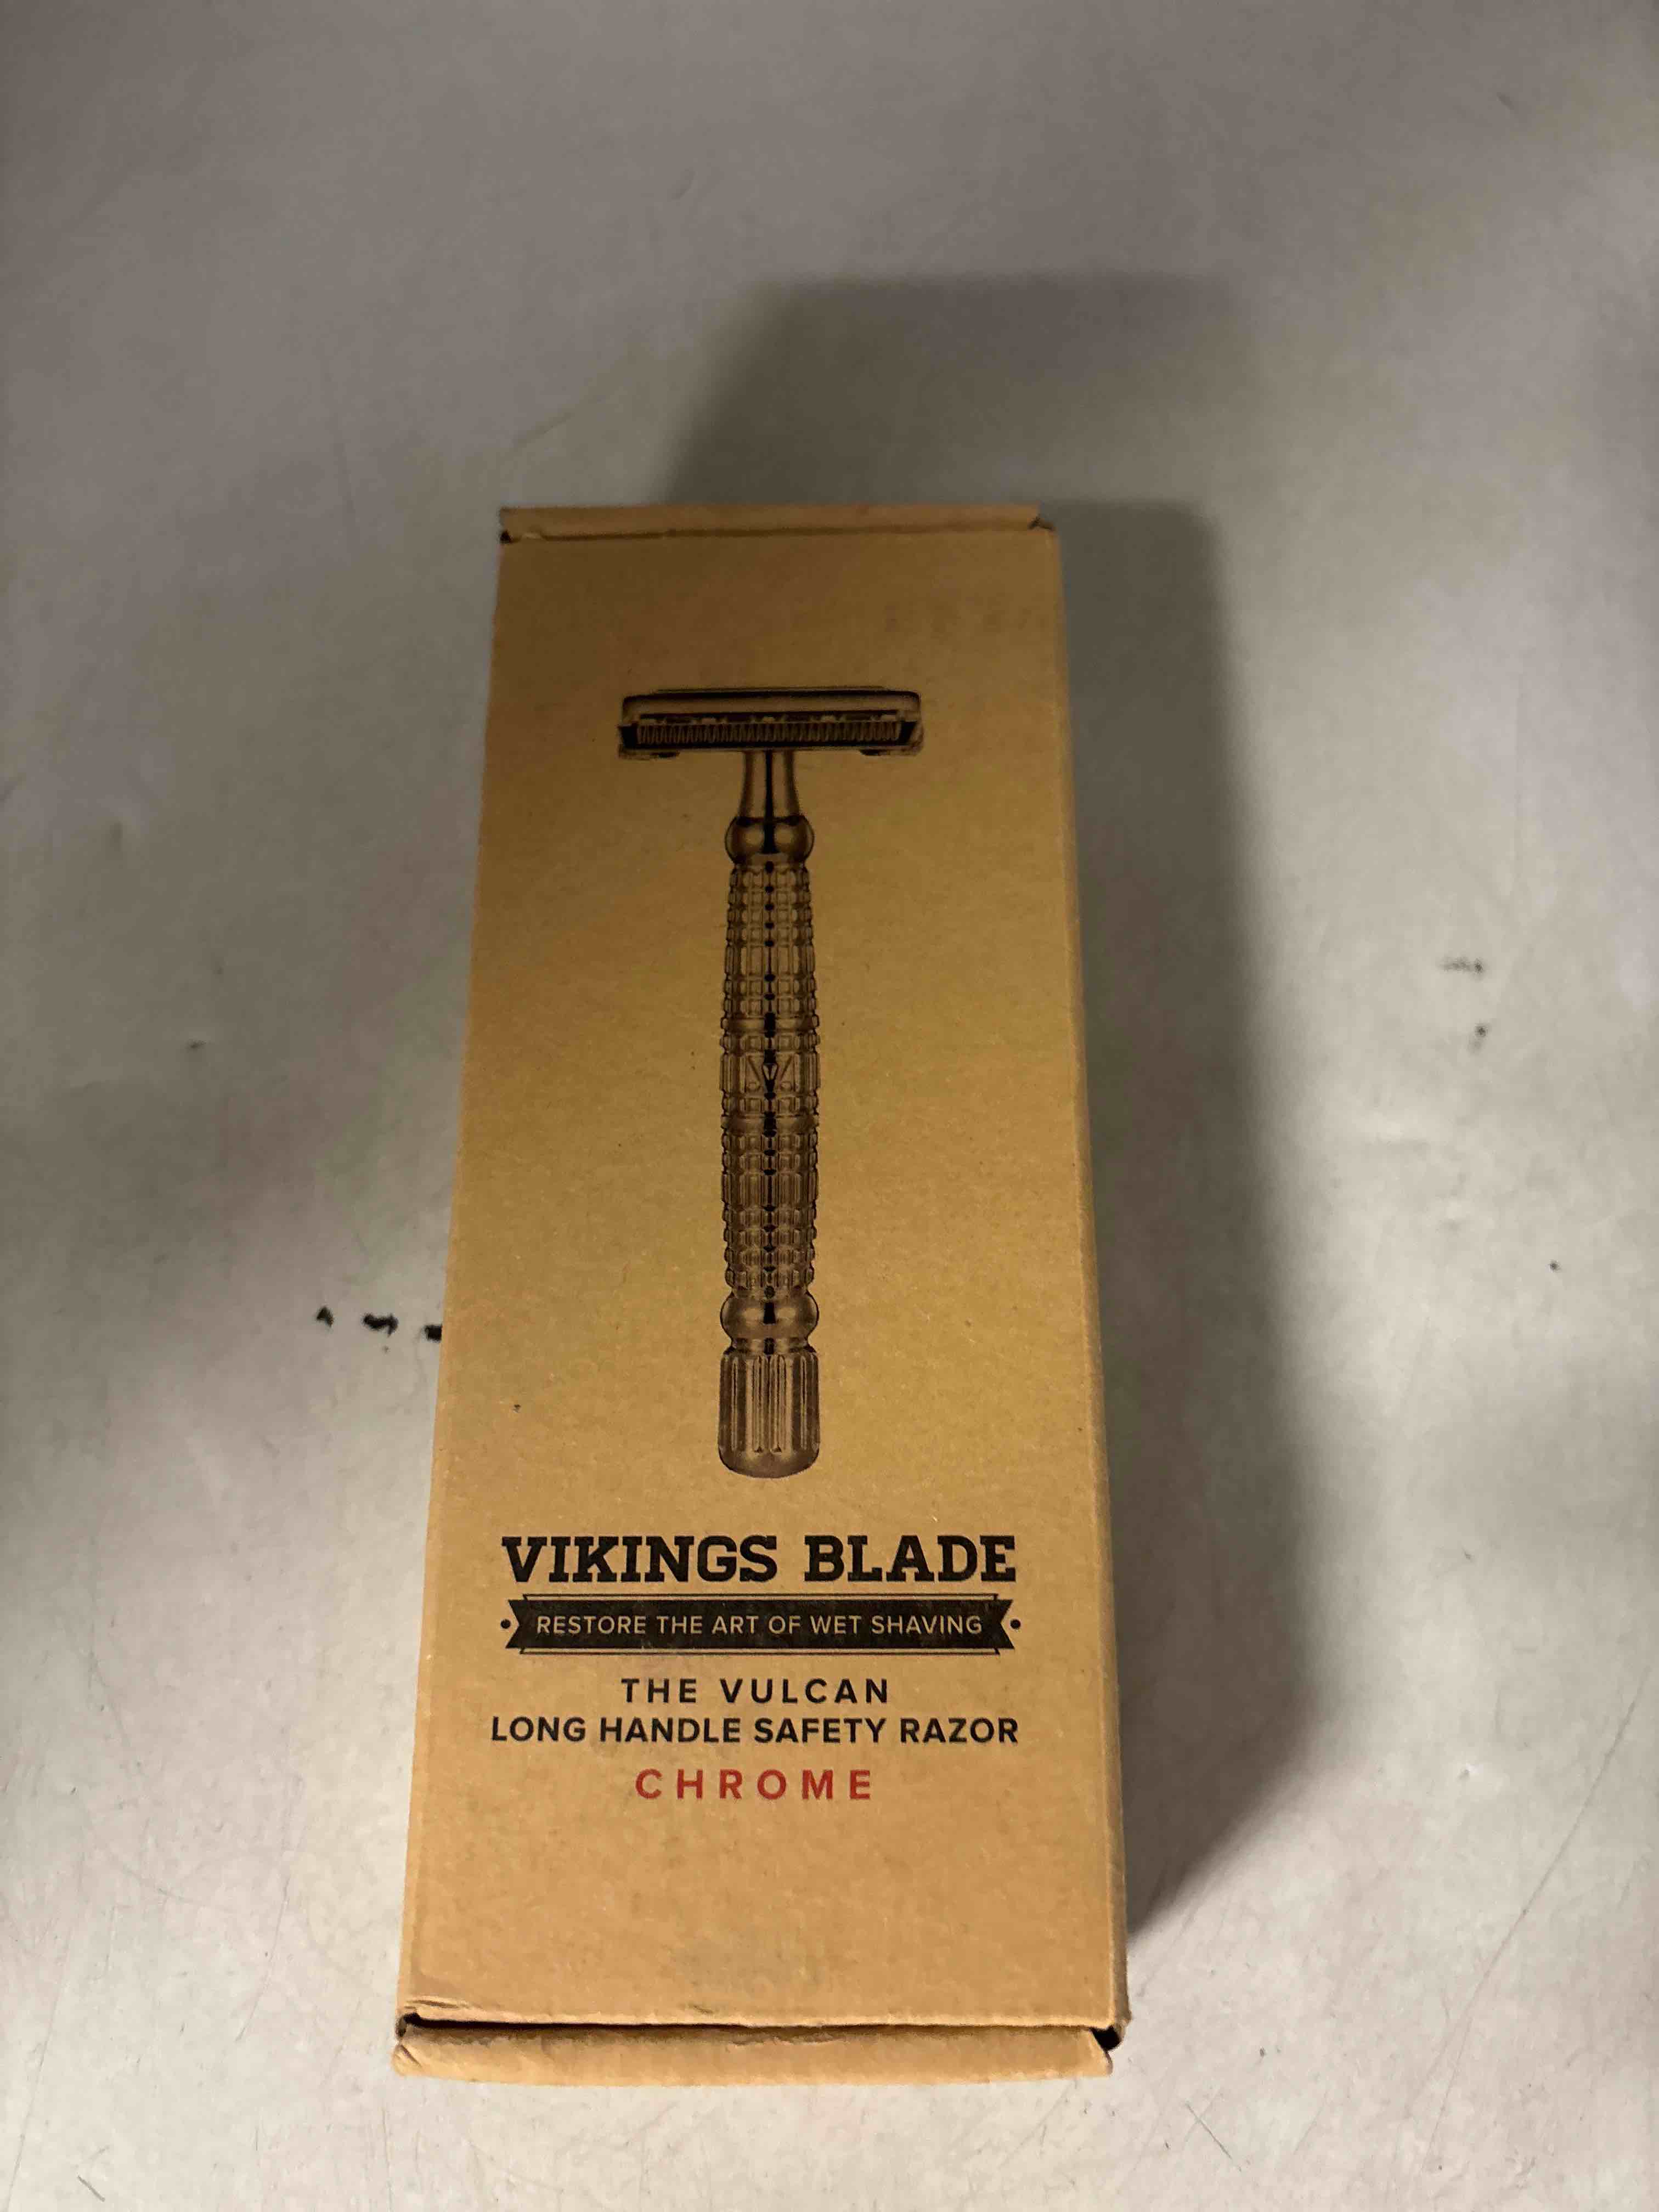 VIKINGS BLADE
• RESTORE THE ART OF WET SHAVING •
THE VULCAN
LONG HANDLE SAFETY RAZOR
CHROME